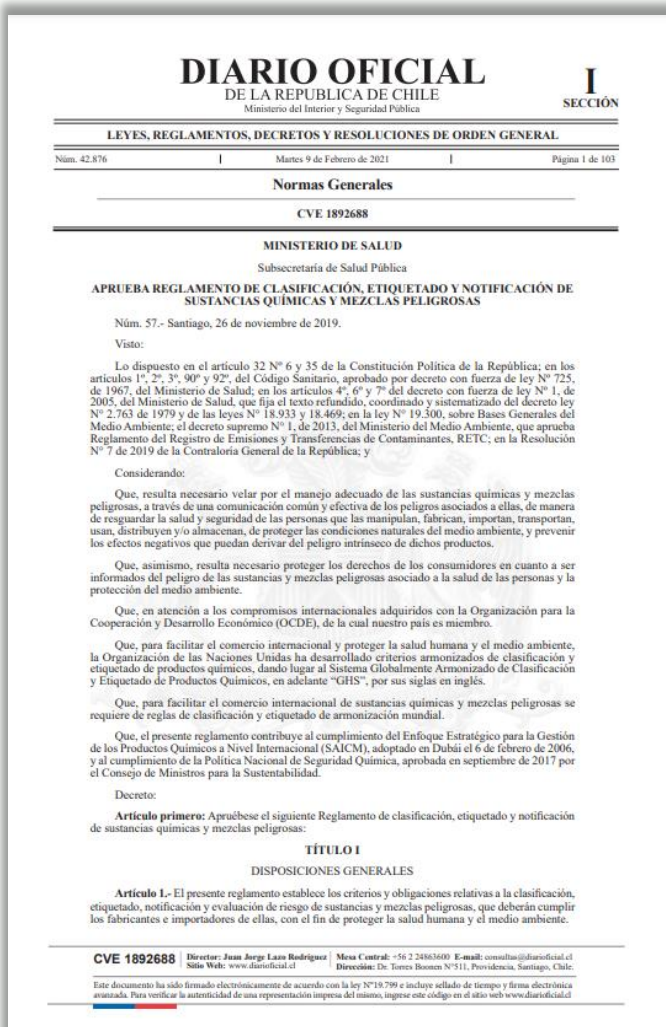 DIARIO OFICIAL
DE LA REPUBLICA DE CHILE
Ministerio del Interior y Seguridad Pública
I
SECCIÓN
LEYES, REGLAMENTOS, DECRETOS Y RESOLUCIONES DE ORDEN GENERAL
Núm. 42.876 | Martes 9 de Febrero de 2021 | Página 1 de 103
Normas Generales
CVE 1892688
MINISTERIO DE SALUD
Subsecretaría de Salud Pública
APRUEBA REGLAMENTO DE CLASIFICACIÓN, ETIQUETADO Y NOTIFICACIÓN DE
SUSTANCIAS QUÍMICAS Y MEZCLAS PELIGROSAS
Núm. 57.- Santiago, 26 de noviembre de 2019.
Visto:
Lo dispuesto en el artículo 32 Nº 6 y 35 de la Constitución Política de la República; en los
artículos 1º, 2º, 3º, 90º y 92º, del Código Sanitario, aprobado por decreto con fuerza de ley Nº 725,
de 1967, del Ministerio de Salud; en los artículos 4º, 6º y 7º del decreto con fuerza de ley Nº 1, de
2005, del Ministerio de Salud, que fija el texto refundido, coordinado y sistematizado del decreto ley
N° 2.763 de 1979 y de las leyes N° 18.933 y 18.469; en la ley N° 19.300, sobre Bases Generales del
Medio Ambiente; el decreto supremo N° 1, de 2013, del Ministerio del Medio Ambiente, que aprueba
Reglamento del Registro de Emisiones y Transferencias de Contaminantes, RETC; en la Resolución
N° 7 de 2019 de la Contraloría General de la República; y
Considerando:
Que, resulta necesario velar por el manejo adecuado de las sustancias químicas y mezclas
peligrosas, a través de una comunicación común y efectiva de los peligros asociados a ellas, de manera
de resguardar la salud y seguridad de las personas que las manipulan, fabrican, importan, transportan,
usan, distribuyen y/o almacenan, de proteger las condiciones naturales del medio ambiente, y prevenir
los efectos negativos que puedan derivar del peligro intrínseco de dichos productos.
Que, asimismo, resulta necesario proteger los derechos de los consumidores en cuanto a ser
informados del peligro de las sustancias y mezclas peligrosas asociado a la salud de las personas y la
protección del medio ambiente.
Que, en atención a los compromisos internacionales adquiridos con la Organización para la
Cooperación y Desarrollo Económico (OCDE), de la cual nuestro país es miembro.
Que, para facilitar el comercio internacional y proteger la salud humana y el medio ambiente,
la Organización de las Naciones Unidas ha desarrollado criterios armonizados de clasificación y
etiquetado de productos químicos, dando lugar al Sistema Globalmente Armonizado de Clasificación
y Etiquetado de Productos Químicos, en adelante “GHS”, por sus siglas en inglés.
Que, para facilitar el comercio internacional de sustancias químicas y mezclas peligrosas se
requiere de reglas de clasificación y etiquetado de armonización mundial.
Que, el presente reglamento contribuye al cumplimiento del Enfoque Estratégico para la Gestión
de los Productos Químicos a Nivel Internacional (SAICM), adoptado en Dubái el 6 de febrero de 2006,
y al cumplimiento de la Política Nacional de Seguridad Química, aprobada en septiembre de 2017 por
el Consejo de Ministros para la Sustentabilidad.
Decreto:
Artículo primero: Apruébese el siguiente Reglamento de clasificación, etiquetado y notificación
de sustancias químicas y mezclas peligrosas:
TÍTULO I
DISPOSICIONES GENERALES
Artículo 1.- El presente reglamento establece los criterios y obligaciones relativas a la clasificación,
etiquetado, notificación y evaluación de riesgo de sustancias y mezclas peligrosas, que deberán cumplir
los fabricantes e importadores de ellas, con el fin de proteger la salud humana y el medio ambiente.
CVE 1892688
Director: Juan Jorge Lazo Rodríguez
Sitio Web: www.diarioficial.cl
Mesa Central: +56 2 24863600 E-mail: consultas@diarioficial.cl
Dirección: Dr. Torres Boonen N°511, Providencia, Santiago, Chile.
Este documento ha sido firmado electrónicamente de acuerdo con la ley N°19.799 e incluye sellado de tiempo y firma electrónica
avanzada. Para verificar la autenticidad de una representación impresa del mismo, ingrese este código en el sitio web www.diarioficial.cl